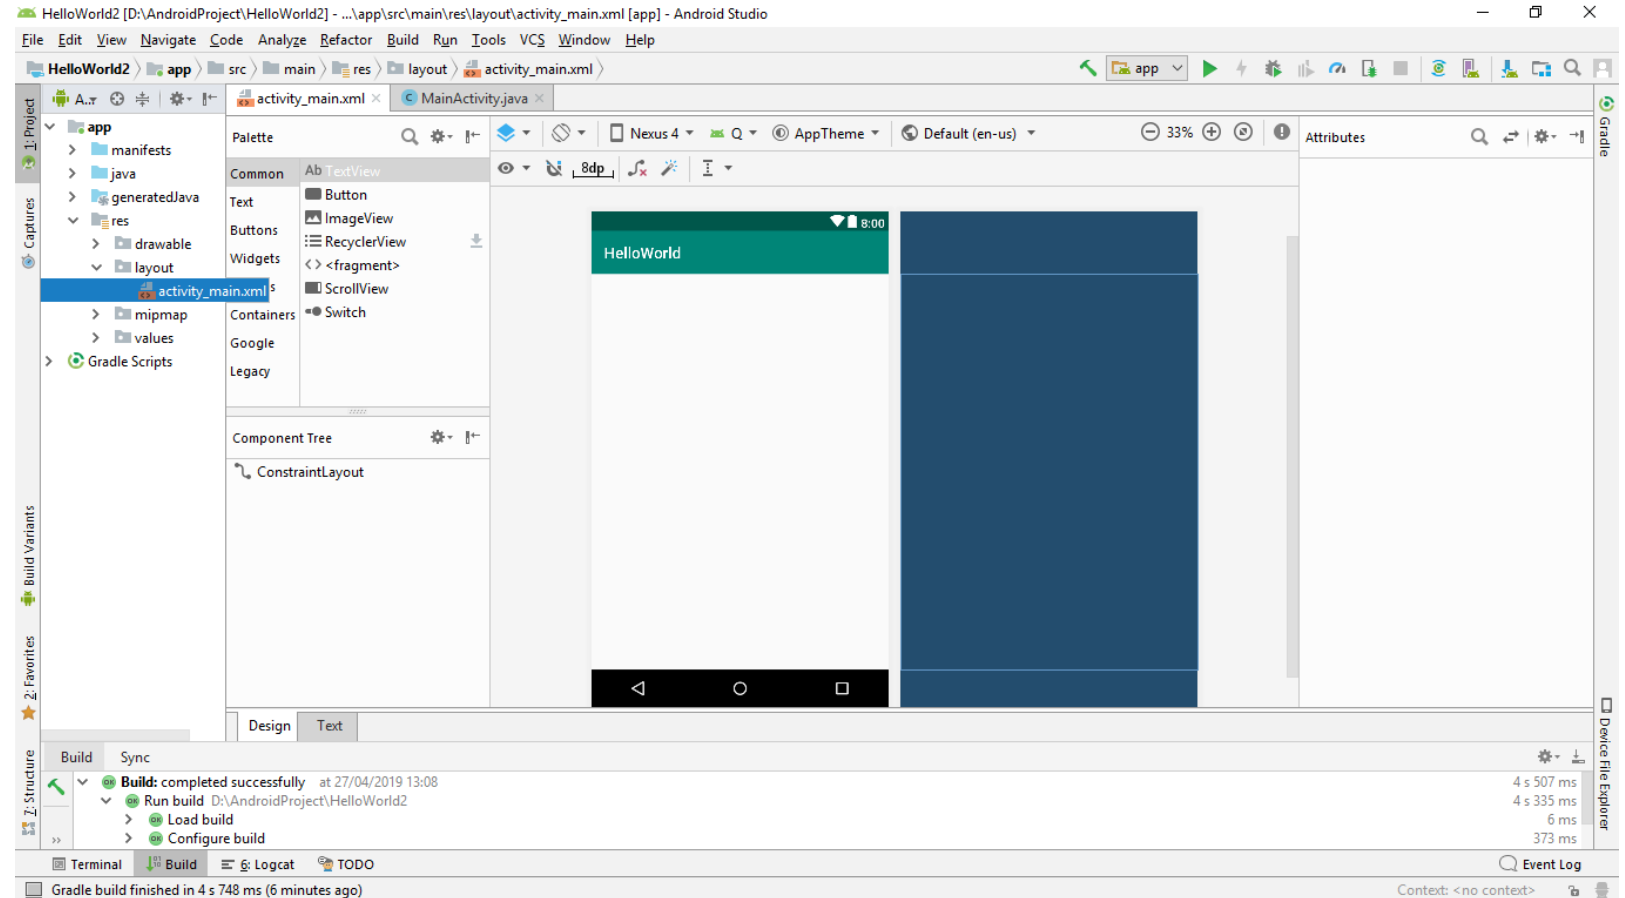 HelloWorld2 [D:\AndroidProject\HelloWorld2] - ...\app\src\main\res\layout\activity_main.xml [app] - Android Studio
File Edit View Navigate Code Analyze Refactor Build Run Tools VCS Window Help
HelloWorld2 app src main res layout activity_main.xml
app
1: Project
Captures
Build Variants
2: Favorites
7: Structure
A..
app
manifests
java
generatedJava
res
drawable
layout
activity_main.xml
mipmap
values
Gradle Scripts
activity_main.xml
MainActivity.java
Palette
Common
Text
Buttons
Widgets
s
Containers
Google
Legacy
Ab TextView
Button
ImageView
RecyclerView
<fragment>
ScrollView
Switch
Component Tree
ConstraintLayout
Nexus 4 Q AppTheme Default (en-us) 33%
8dp
8:00
HelloWorld
Attributes
Gradle
Device File Explorer
Design Text
Build Sync
Build: completed successfully at 27/04/2019 13:08 4 s 507 ms
Run build D:\AndroidProject\HelloWorld2 4 s 335 ms
Load build 6 ms
Configure build 373 ms
Terminal Build 6: Logcat TODO Event Log
Gradle build finished in 4 s 748 ms (6 minutes ago) Context: <no context>